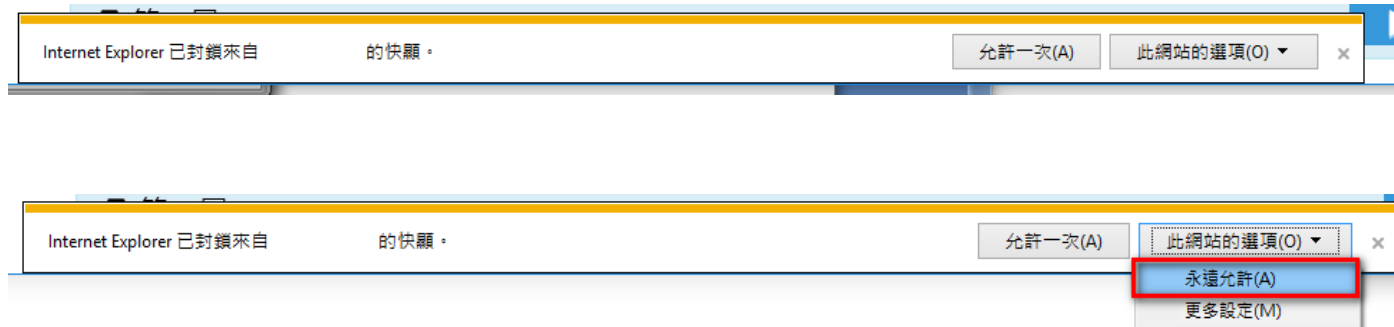 Internet Explorer 已封鎖來自 的快顯。 允許一次(A) 此網站的選項(O)
Internet Explorer 已封鎖來自 的快顯。 允許一次(A) 此網站的選項(O)
永遠允許(A)
更多設定(M)